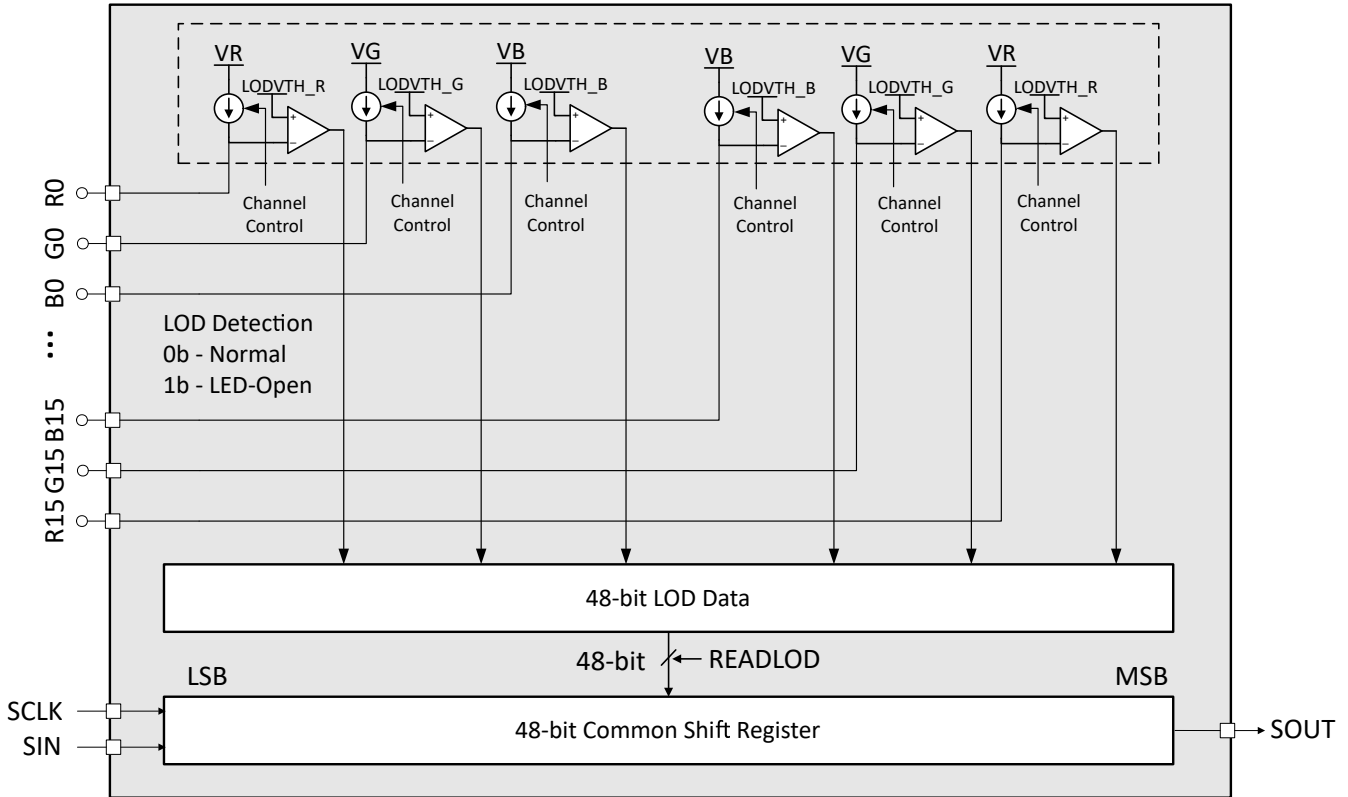 VR
VG
VB
VB
VG
VR
LODVTH_R
LODVTH_G
LODVTH_B
LODVTH_B
LODVTH_G
LODVTH_R
+
−
+
−
+
−
+
−
+
−
+
−
Channel
Control
Channel
Control
Channel
Control
Channel
Control
Channel
Control
Channel
Control
R0
G0
B0
...
B15
G15
R15
LOD Detection
0b - Normal
1b - LED-Open
48-bit LOD Data
48-bit
READLOD
LSB
MSB
SCLK
SIN
48-bit Common Shift Register
SOUT